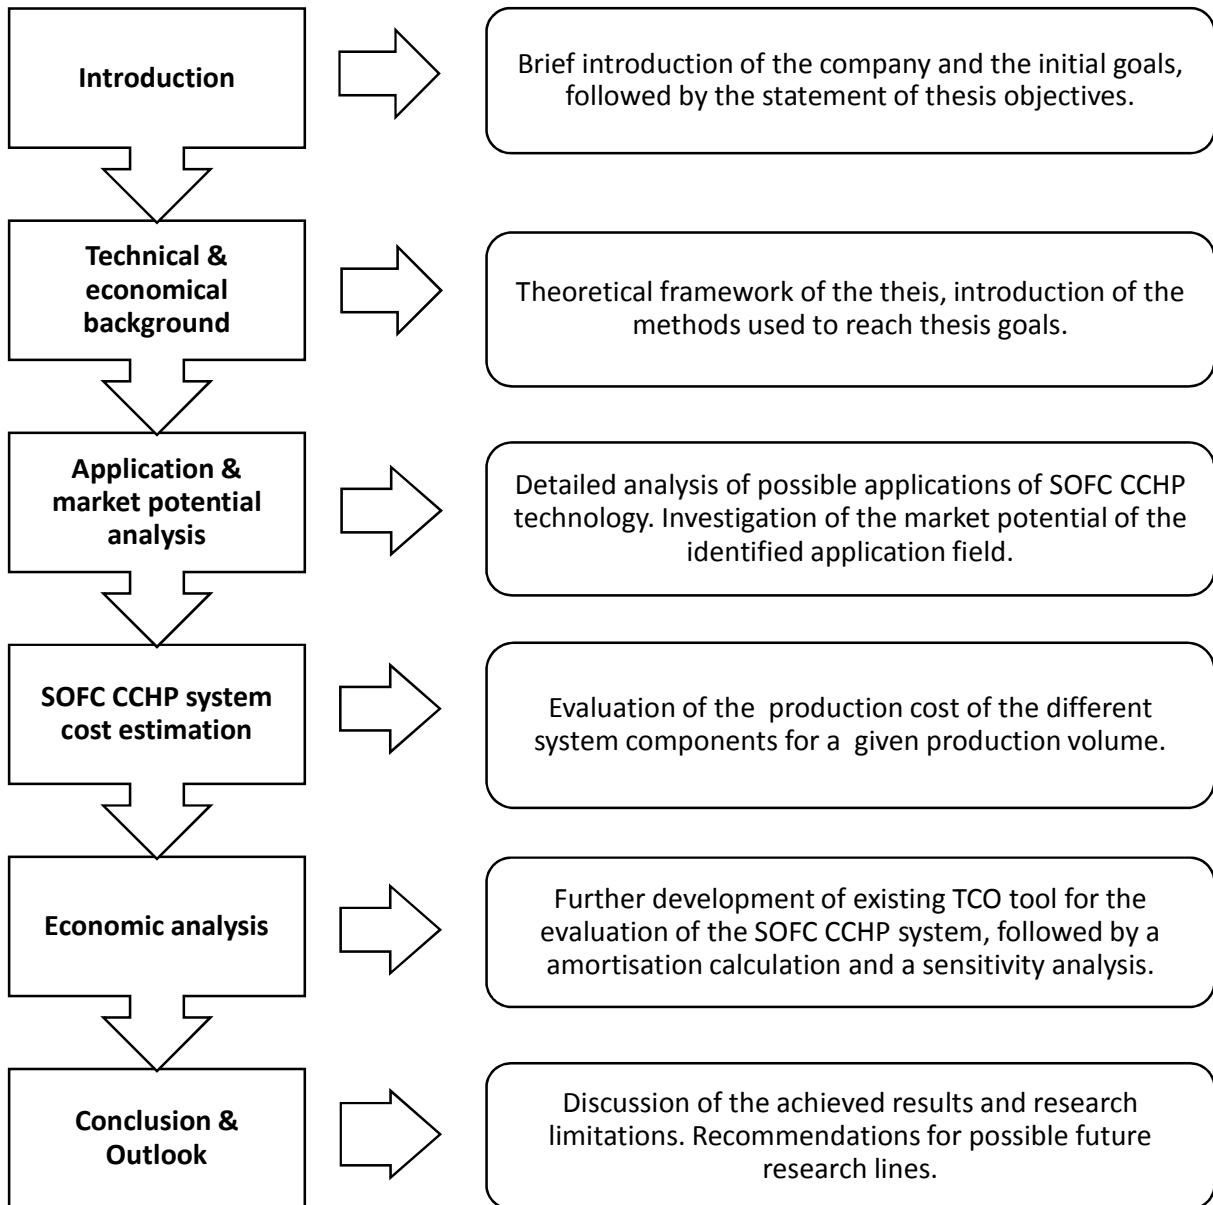 Introduction
Brief introduction of the company and the initial goals,
followed by the statement of thesis objectives.
Technical &
economical
background
Theoretical framework of the theis, introduction of the
methods used to reach thesis goals.
Application &
market potential
analysis
Detailed analysis of possible applications of SOFC CCHP
technology. Investigation of the market potential of the
identified application field.
SOFC CCHP system
cost estimation
Evaluation of the production cost of the different
system components for a given production volume.
Economic analysis
Further development of existing TCO tool for the
evaluation of the SOFC CCHP system, followed by a
amortisation calculation and a sensitivity analysis.
Conclusion &
Outlook
Discussion of the achieved results and research
limitations. Recommendations for possible future
research lines.